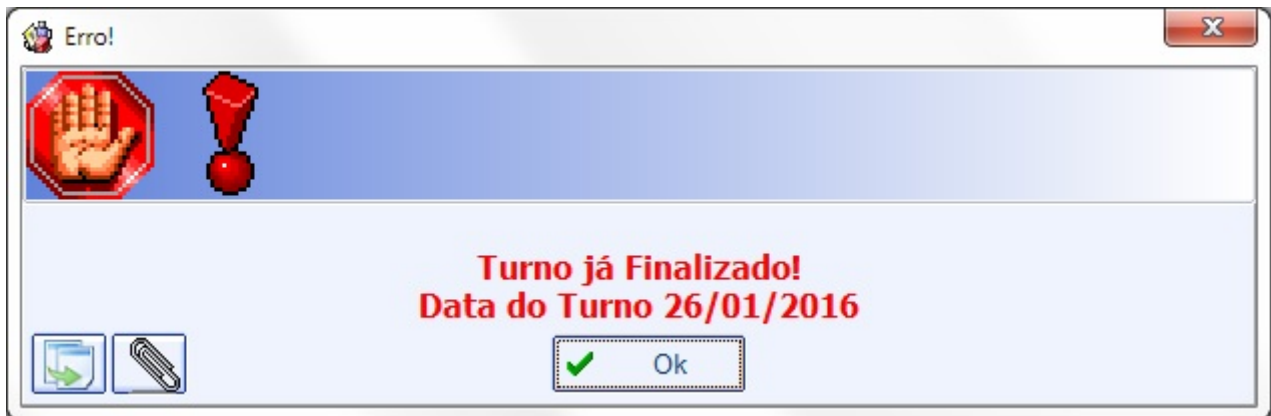 Erro!
Turno já Finalizado!
Data do Turno 26/01/2016
Ok